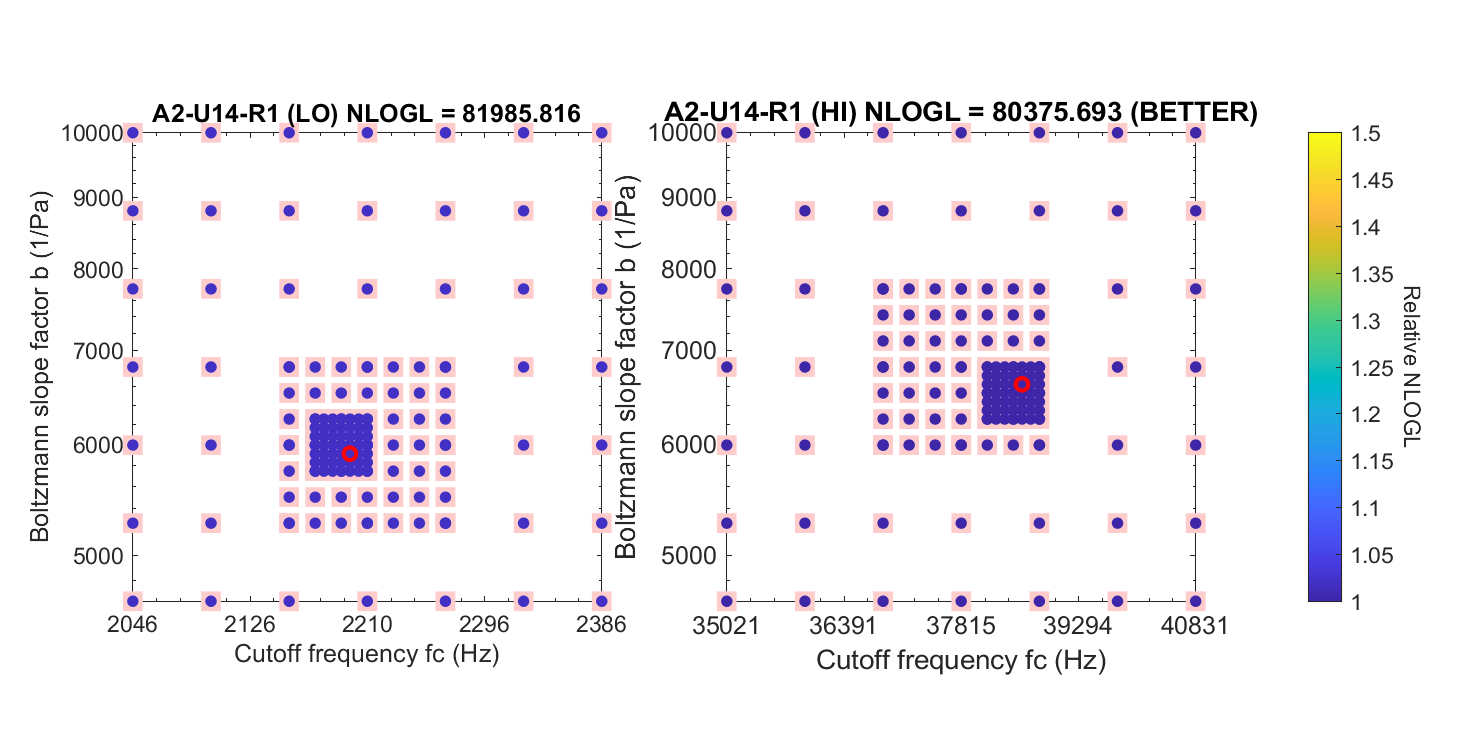 A2-U14-R1 (LO) NLOGL = 81985.816
10000
9000
8000
7000
6000
5000
Boltzmann slope factor b (1/Pa)
2046 2126 2210 2296 2386
Cutoff frequency fc (Hz)
A2-U14-R1 (HI) NLOGL = 80375.693 (BETTER)
10000
9000
8000
7000
6000
5000
Boltzmann slope factor b (1/Pa)
35021 36391 37815 39294 40831
Cutoff frequency fc (Hz)
1.5
1.45
1.4
1.35
1.3
1.25
1.2
1.15
1.1
1.05
1
Relative NLOGL